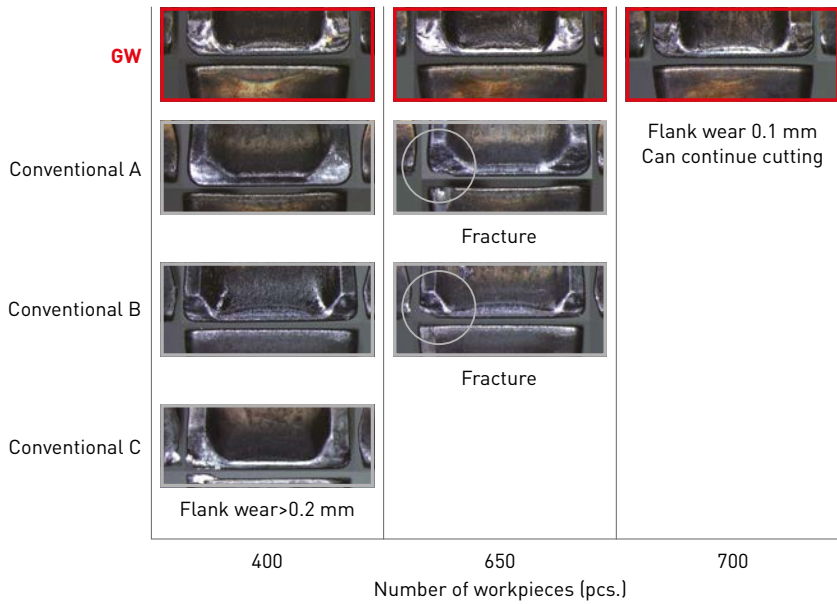 GW
Flank wear 0.1 mm
Can continue cutting
Conventional A
Fracture
Conventional B
Fracture
Conventional C
Flank wear>0.2 mm
400
650
700
Number of workpieces (pcs.)